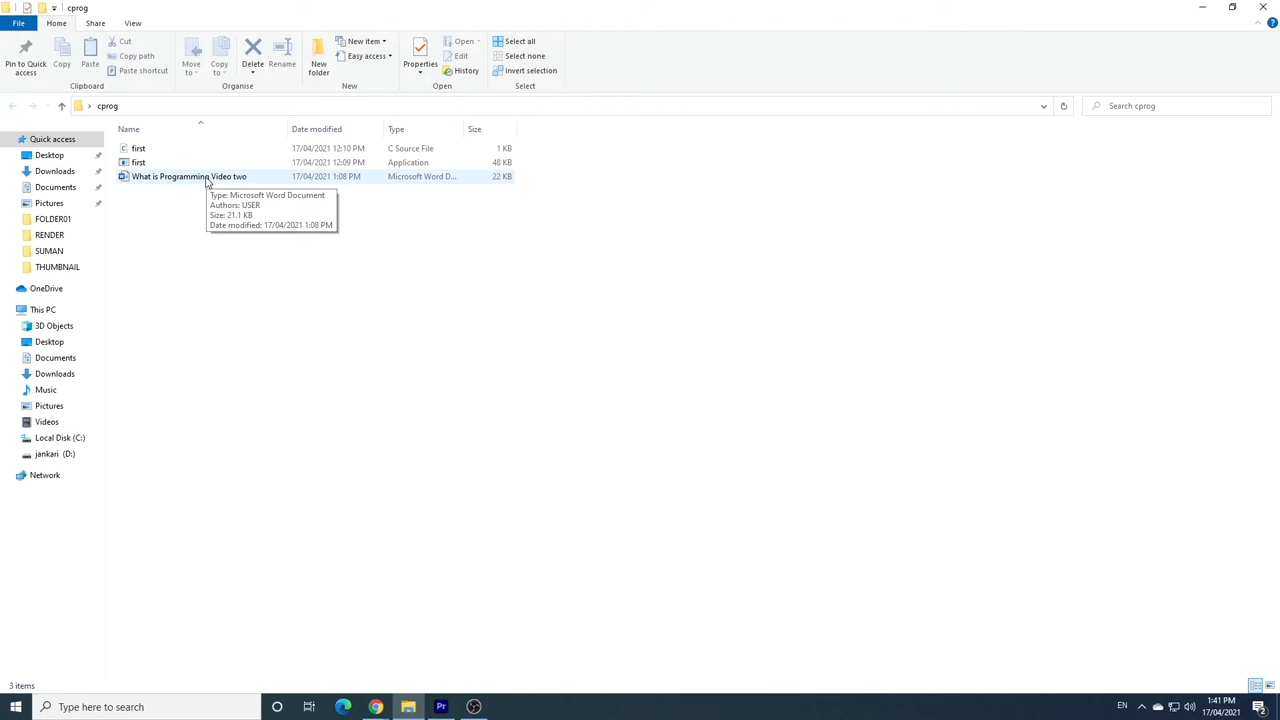 cprog
File Home Share View
Pin to Quick access
Copy
Paste
Cut
Copy path
Paste shortcut
Clipboard
Move to
Copy to
Delete
Rename
Organise
New folder
New item
Easy access
New
Properties
Open
Edit
History
Open
Select all
Select none
Invert selection
Select
cprog
Search cprog
Name Date modified Type Size
first 17/04/2021 12:10 PM C Source File 1 KB
first 17/04/2021 12:09 PM Application 48 KB
What is Programming Video two 17/04/2021 1:08 PM Microsoft Word D... 22 KB
Type: Microsoft Word Document
Authors: USER
Size: 21.1 KB
Date modified: 17/04/2021 1:08 PM
Quick access
Desktop
Downloads
Documents
Pictures
FOLDER01
RENDER
SUMAN
THUMBNAIL
OneDrive
This PC
3D Objects
Desktop
Documents
Downloads
Music
Pictures
Videos
Local Disk (C:)
jankari (D:)
Network
3 items
Type here to search
Pr
EN
1:41 PM
17/04/2021
2